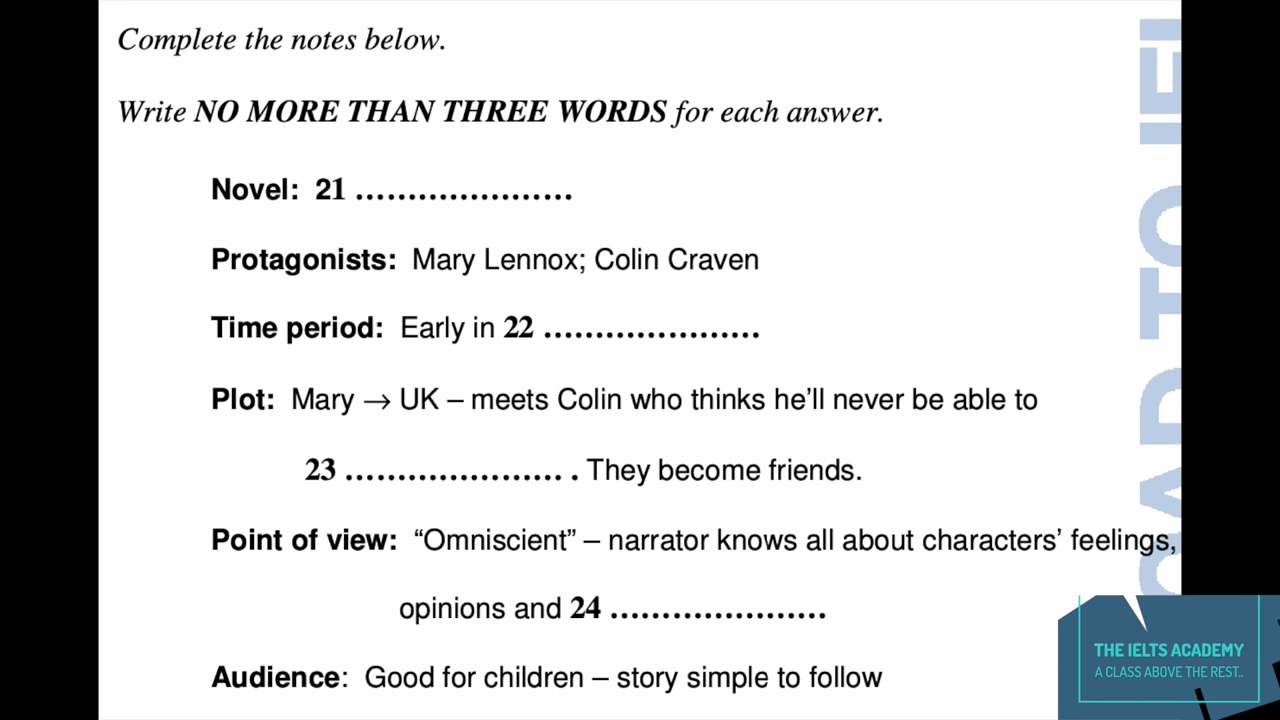 Complete the notes below.
Write NO MORE THAN THREE WORDS for each answer.
Novel: 21 .....................
Protagonists: Mary Lennox; Colin Craven
Time period: Early in 22 .....................
Plot: Mary → UK – meets Colin who thinks he’ll never be able to
23 ..................... . They become friends.
Point of view: “Omniscient” – narrator knows all about characters’ feelings,
opinions and 24 .....................
Audience: Good for children – story simple to follow
THE IELTS ACADEMY
A CLASS ABOVE THE REST..